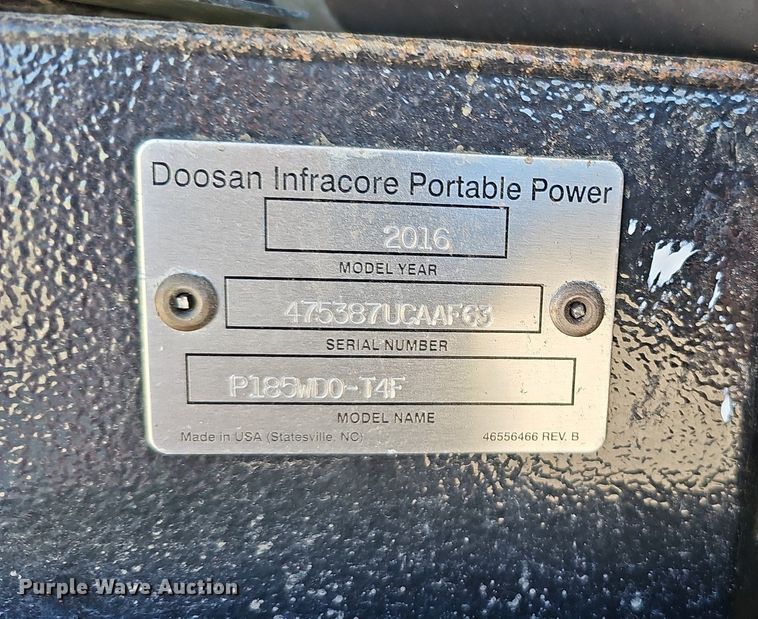 Doosan Infracore Portable Power
2016
MODEL YEAR
475387UCAAFG3
SERIAL NUMBER
P185WDO-T4F
MODEL NAME
Made in USA (Statesville, NC) 46556466 REV. B
Purple Wave Auction